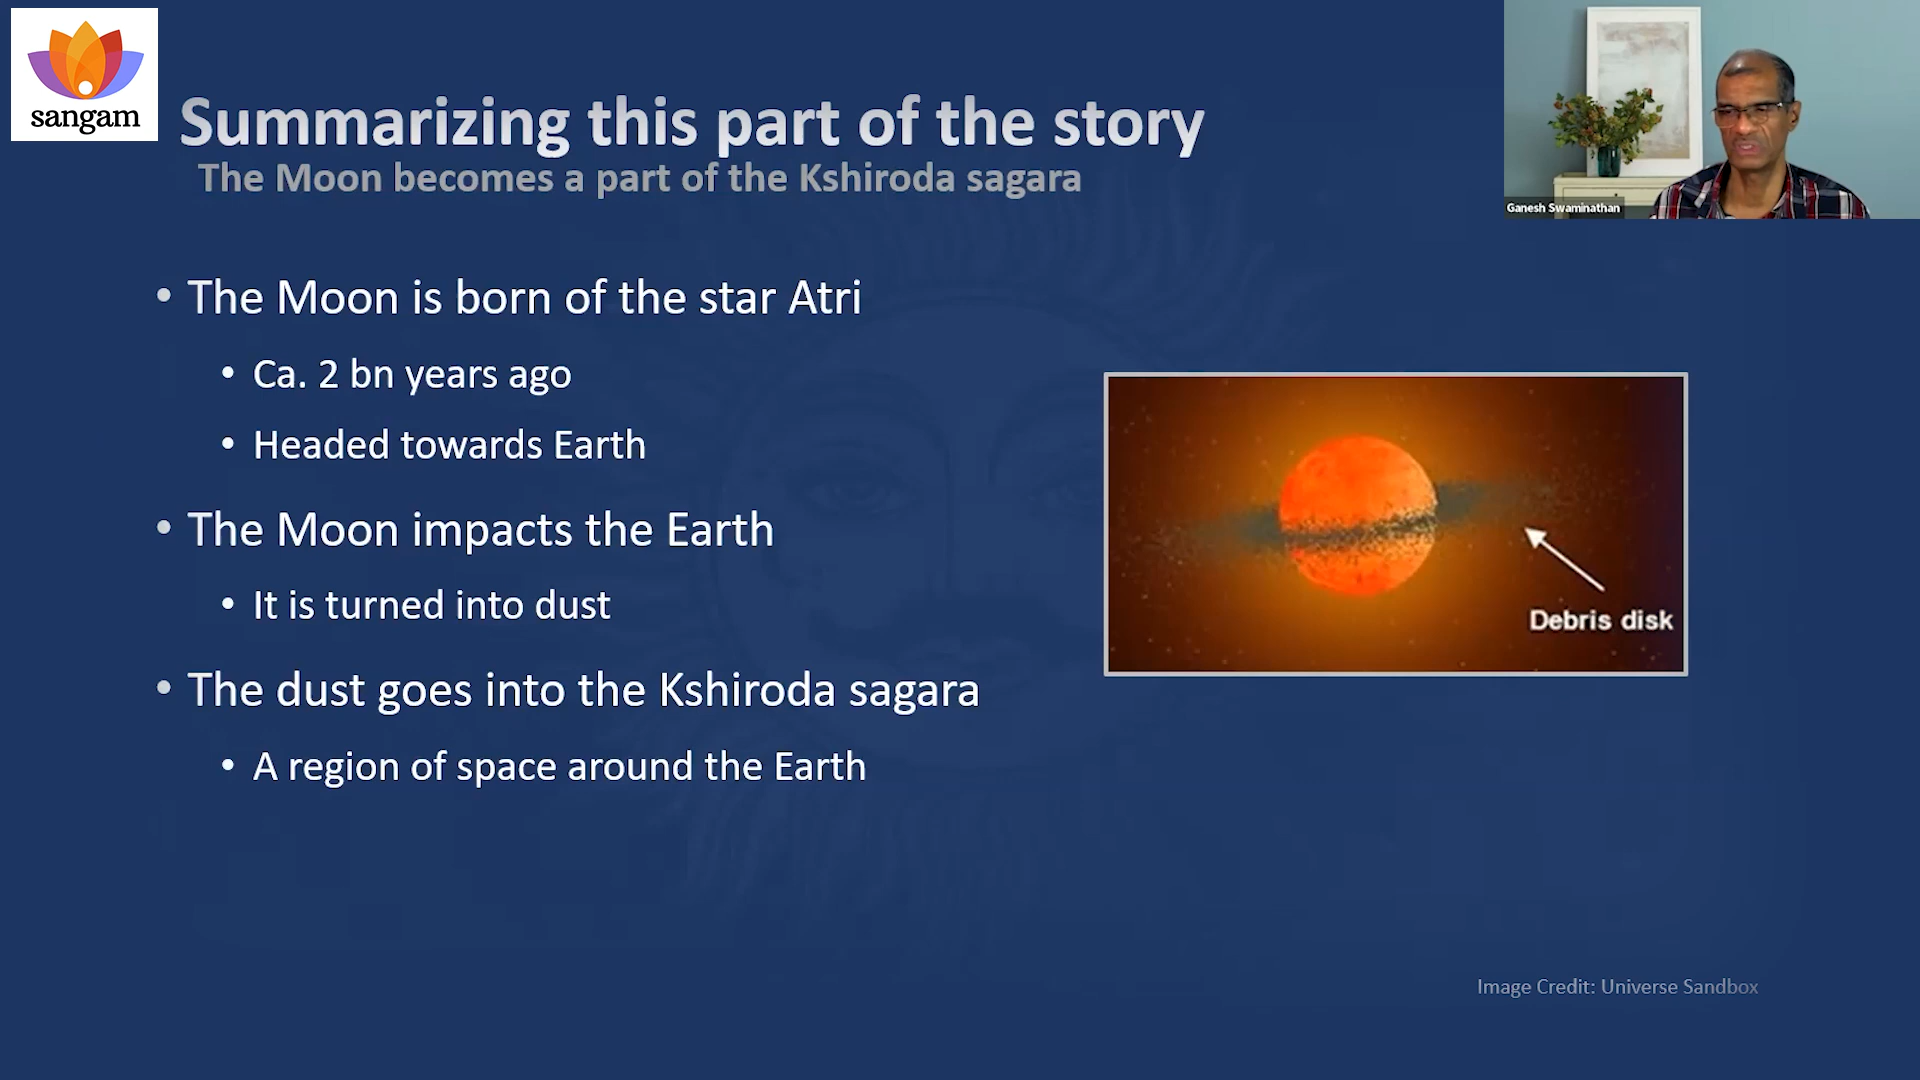 sangam
Summarizing this part of the story
The Moon becomes a part of the Kshiroda sagara
Ganesh Swaminathan
• The Moon is born of the star Atri
• Ca. 2 bn years ago
• Headed towards Earth
• The Moon impacts the Earth
• It is turned into dust
• The dust goes into the Kshiroda sagara
• A region of space around the Earth
Debris disk
Image Credit: Universe Sandbox